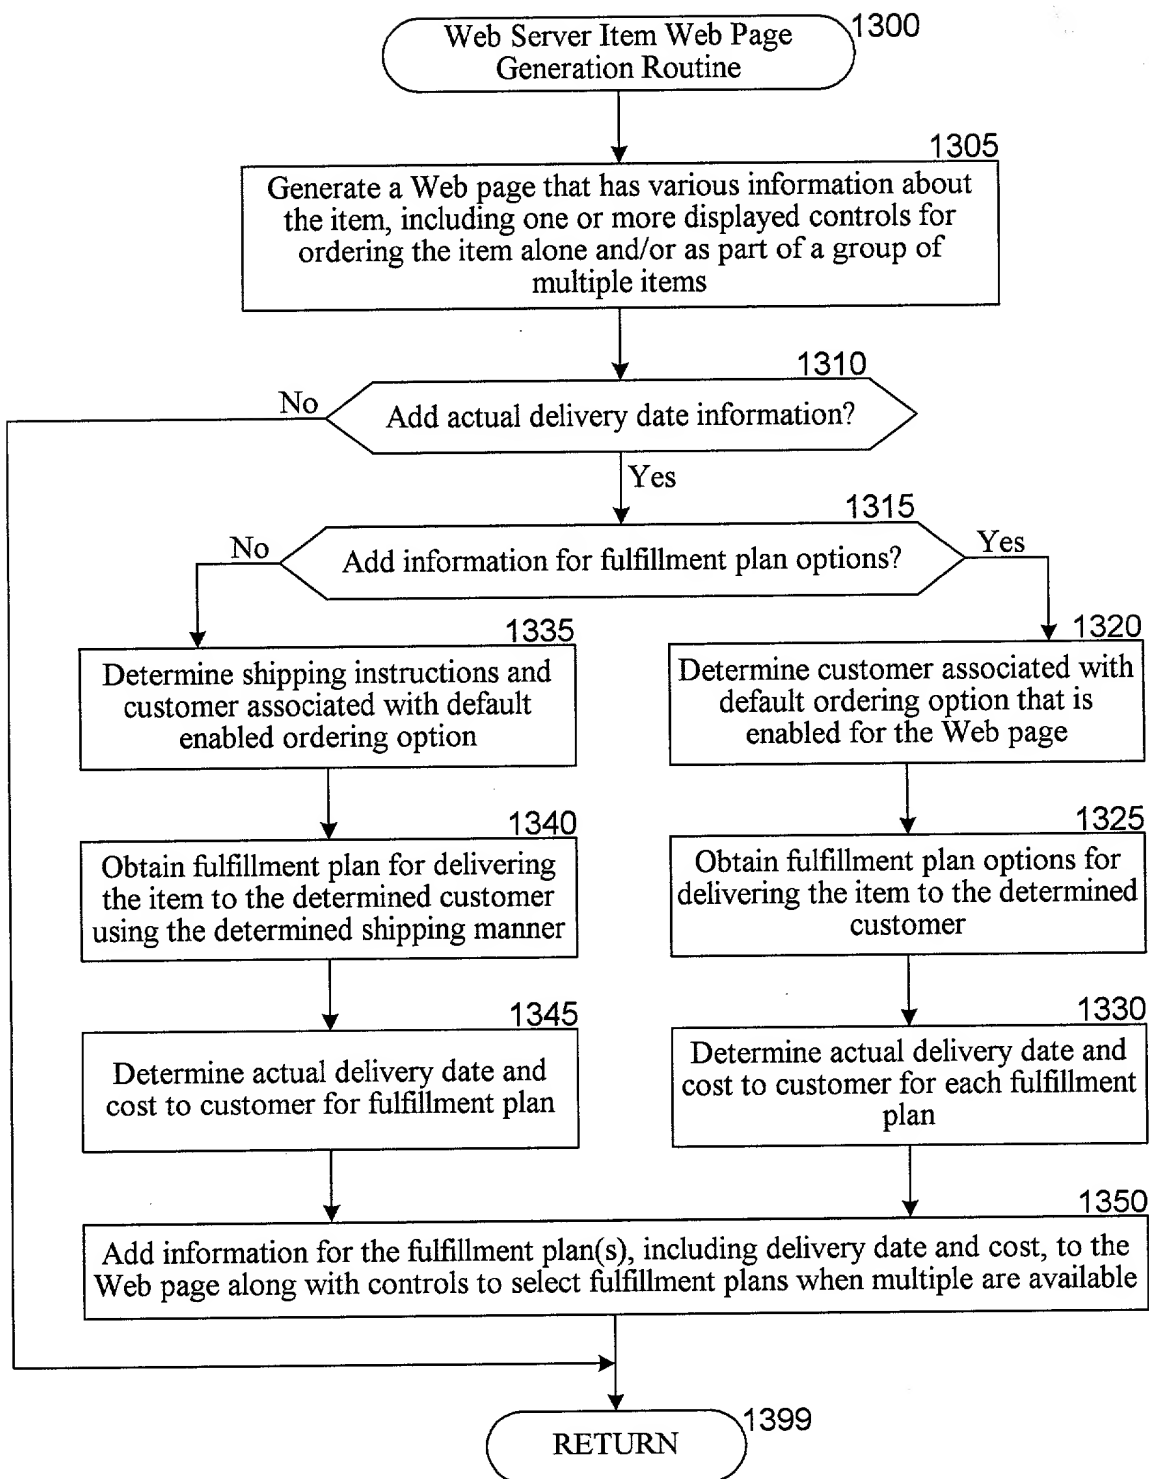 Web Server Item Web Page
Generation Routine
1300
1305
Generate a Web page that has various information about
the item, including one or more displayed controls for
ordering the item alone and/or as part of a group of
multiple items
1310
No
Add actual delivery date information?
Yes
1315
No
Add information for fulfillment plan options?
Yes
1335
Determine shipping instructions and
customer associated with default
enabled ordering option
1320
Determine customer associated with
default ordering option that is
enabled for the Web page
1340
Obtain fulfillment plan for delivering
the item to the determined customer
using the determined shipping manner
1325
Obtain fulfillment plan options for
delivering the item to the determined
customer
1345
Determine actual delivery date and
cost to customer for fulfillment plan
1330
Determine actual delivery date and
cost to customer for each fulfillment
plan
1350
Add information for the fulfillment plan(s), including delivery date and cost, to the
Web page along with controls to select fulfillment plans when multiple are available
RETURN
1399